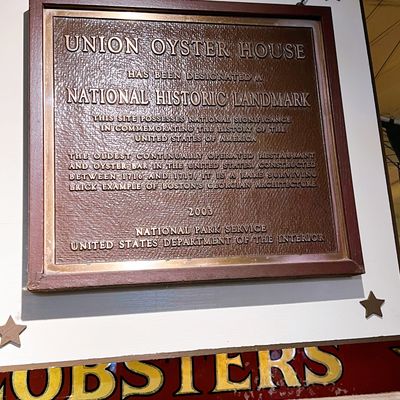 UNION OYSTER HOUSE
HAS BEEN DESIGNATED A
NATIONAL HISTORIC LANDMARK
THIS SITE POSSESSES NATIONAL SIGNIFICANCE
IN COMMEMORATING THE HISTORY OF THE
UNITED STATES OF AMERICA
THE OLDEST CONTINUALLY OPERATED RESTAURANT
AND OYSTER BAR IN THE UNITED STATES, CONSTRUCTED
BETWEEN 1716 AND 1717, IT IS A RARE SURVIVING
BRICK EXAMPLE OF BOSTON'S GEORGIAN ARCHITECTURE
2003
NATIONAL PARK SERVICE
UNITED STATES DEPARTMENT OF THE INTERIOR
LOBSTERS